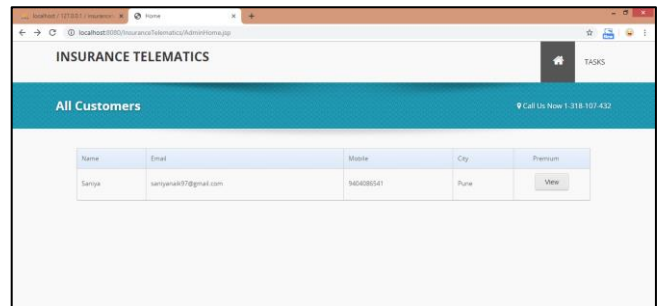 localhost / 127.0.0.1 / insurance
Home
localhost:8080/InsuranceTelematics/AdminHome.jsp
INSURANCE TELEMATICS
TASKS
All Customers
Call Us Now 1-318-107-432
Name Email Mobile City Premium
Saniya saniyanaik97@gmail.com 9404086541 Pune View